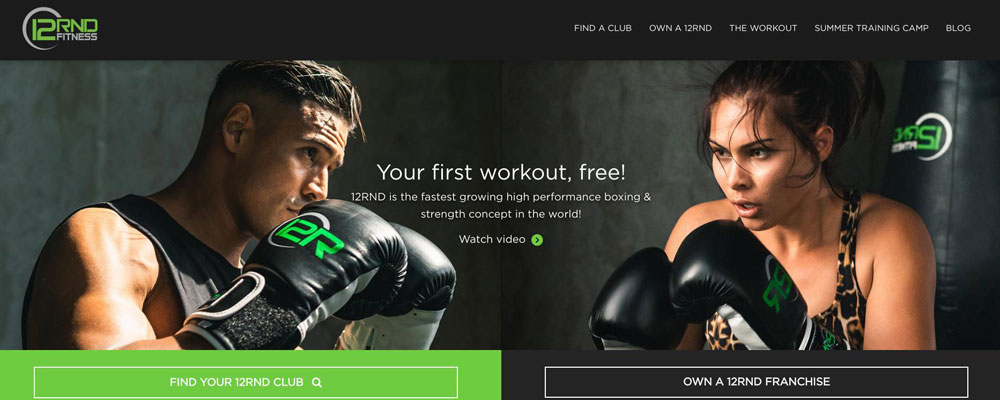 12RND
FITNESS
FIND A CLUB
OWN A 12RND
THE WORKOUT
SUMMER TRAINING CAMP
BLOG
Your first workout, free!
12RND is the fastest growing high performance boxing &
strength concept in the world!
Watch video
12R
FIND YOUR 12RND CLUB
OWN A 12RND FRANCHISE